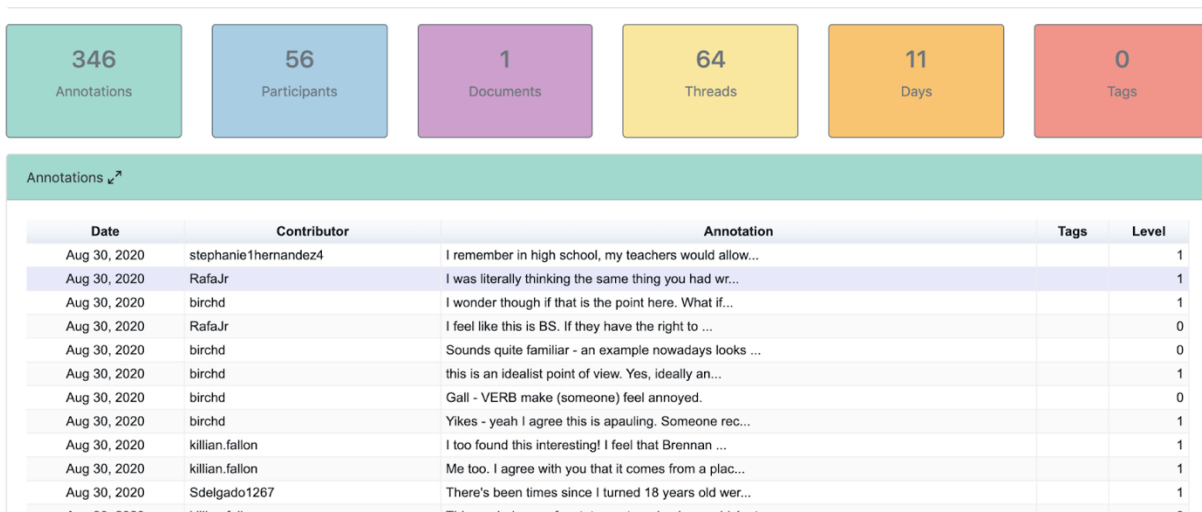 346 56 1 64 11 0
Annotations Participants Documents Threads Days Tags
Annotations
Date Contributor Annotation Tags Level
Aug 30, 2020 stephanie1hernandez4 I remember in high school, my teachers would allow... 1
Aug 30, 2020 RafaJr I was literally thinking the same thing you had wr... 1
Aug 30, 2020 birchd I wonder though if that is the point here. What if... 1
Aug 30, 2020 RafaJr I feel like this is BS. If they have the right to ... 0
Aug 30, 2020 birchd Sounds quite familiar - an example nowadays looks ... 0
Aug 30, 2020 birchd this is an idealist point of view. Yes, ideally an... 1
Aug 30, 2020 birchd Gall - VERB make (someone) feel annoyed. 0
Aug 30, 2020 birchd Yikes - yeah I agree this is apauling. Someone rec... 1
Aug 30, 2020 killian.fallon I too found this interesting! I feel that Brennan ... 1
Aug 30, 2020 killian.fallon Me too. I agree with you that it comes from a plac... 1
Aug 30, 2020 Sdelgado1267 There's been times since I turned 18 years old wer... 1